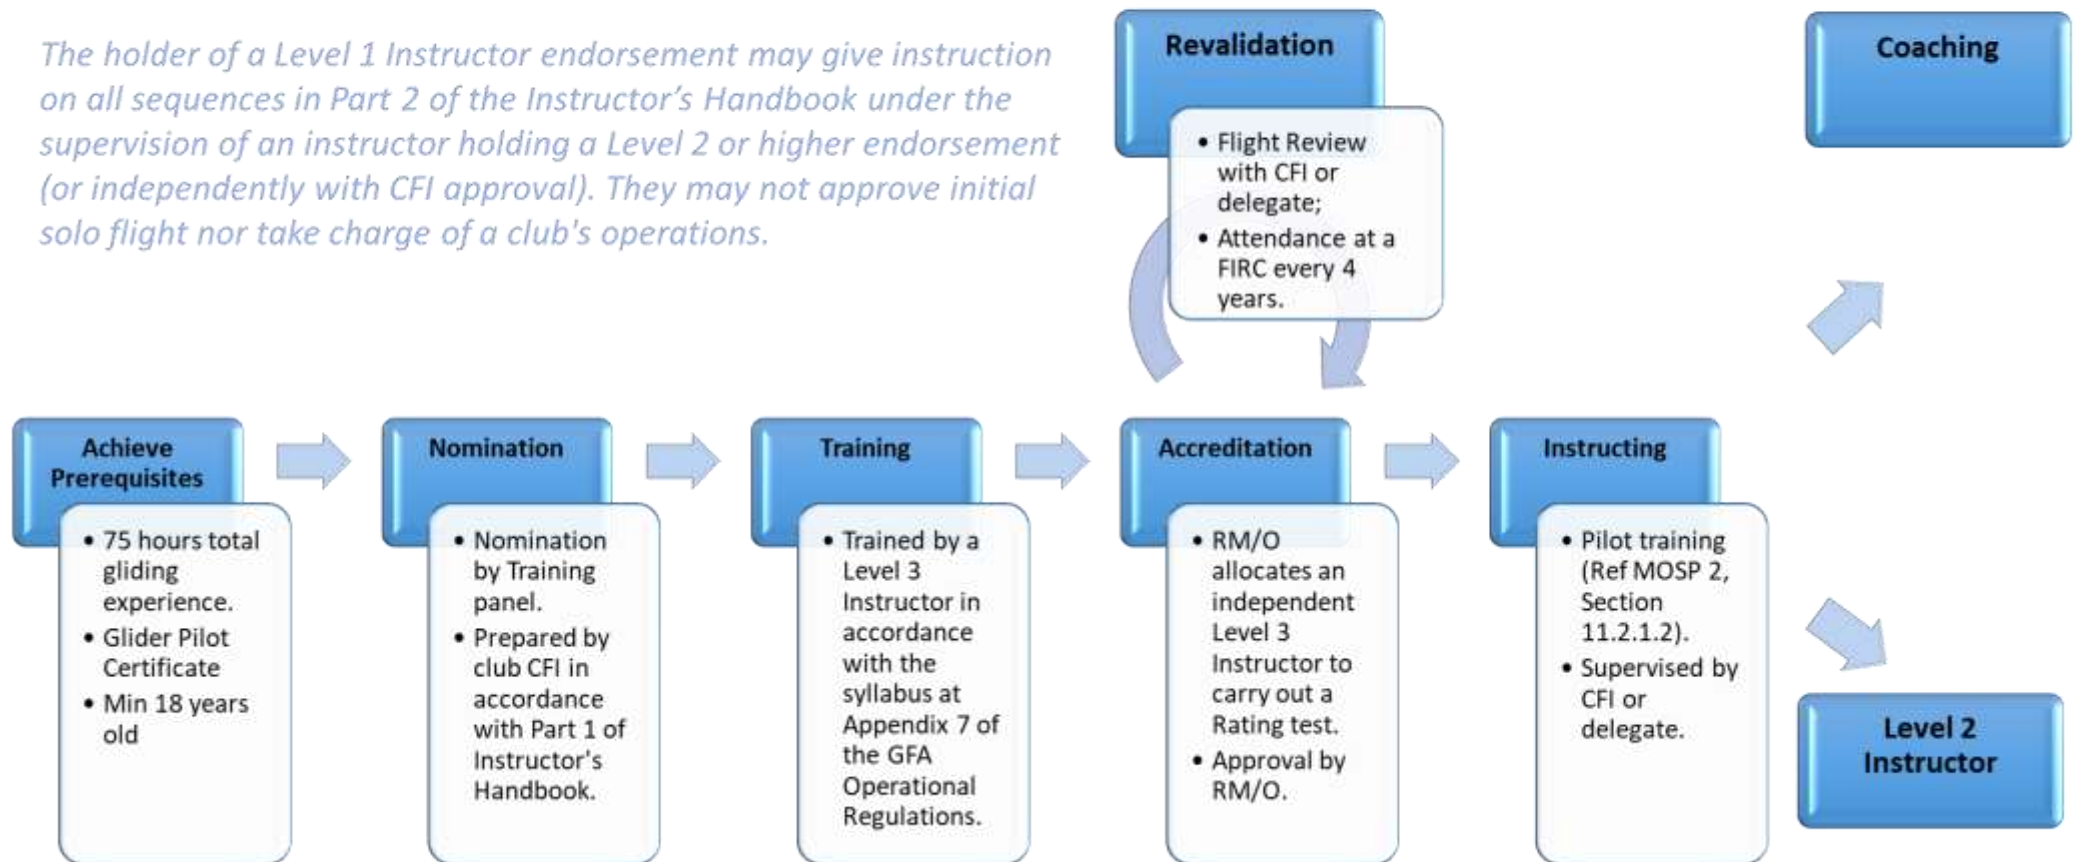 The holder of a Level 1 Instructor endorsement may give instruction
on all sequences in Part 2 of the Instructor's Handbook under the
supervision of an instructor holding a Level 2 or higher endorsement
(or independently with CFI approval). They may not approve initial
solo flight nor take charge of a club's operations.
Revalidation
• Flight Review
with CFI or
delegate;
• Attendance at a
FIRC every 4
years.
Coaching
Achieve
Prerequisites
• 75 hours total
gliding
experience.
• Glider Pilot
Certificate
• Min 18 years
old
Nomination
• Nomination
by Training
panel.
• Prepared by
club CFI in
accordance
with Part 1 of
Instructor's
Handbook.
Training
• Trained by a
Level 3
Instructor in
accordance
with the
syllabus at
Appendix 7 of
the GFA
Operational
Regulations.
Accreditation
• RM/O
allocates an
independent
Level 3
Instructor to
carry out a
Rating test.
• Approval by
RM/O.
Instructing
• Pilot training
(Ref MOSP 2,
Section
11.2.1.2).
• Supervised by
CFI or
delegate.
Level 2
Instructor